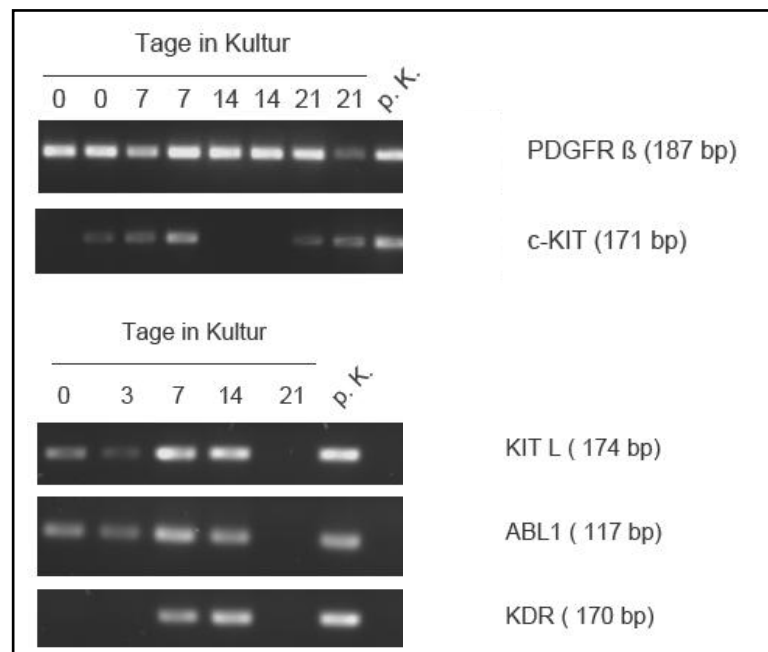 Tage in Kultur
0 0 7 7 14 14 21 21 p. K.
PDGFR ß (187 bp)
c-KIT (171 bp)
Tage in Kultur
0 3 7 14 21 p. K.
KIT L ( 174 bp)
ABL1 ( 117 bp)
KDR ( 170 bp)